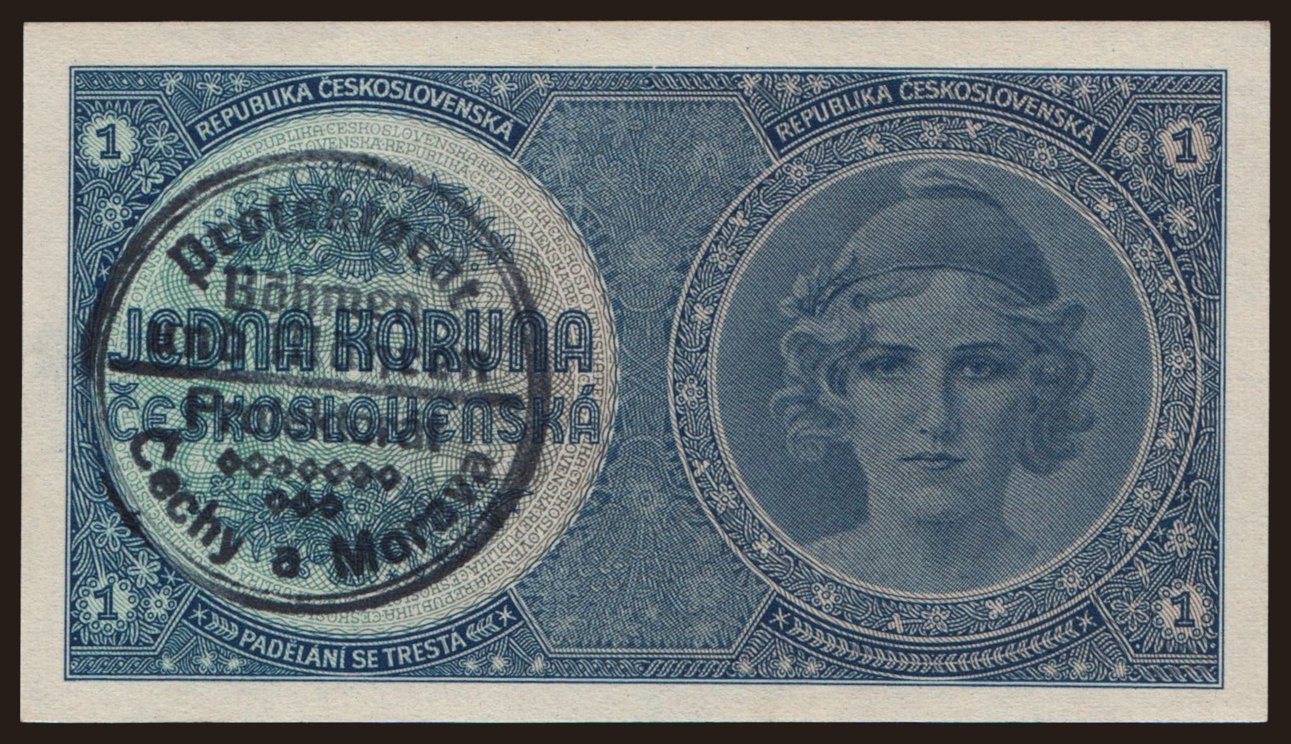 REPUBLIKA ČESKOSLOVENSKÁ
REPUBLIKA ČESKOSLOVENSKÁ
1
1
Protektorat
Böhmen
JEDNA KORUNA
ČESKOSLOVENSKÁ
Čechy a Morava
1
1
PADĚLÁNÍ SE TRESTÁ